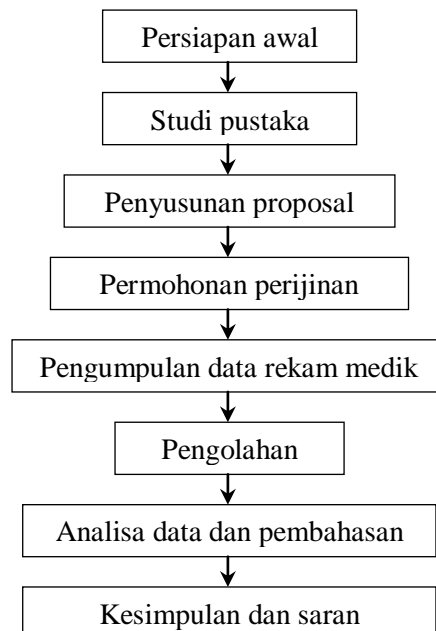 Persiapan awal
Studi pustaka
Penyusunan proposal
Permohonan perijinan
Pengumpulan data rekam medik
Pengolahan
Analisa data dan pembahasan
Kesimpulan dan saran